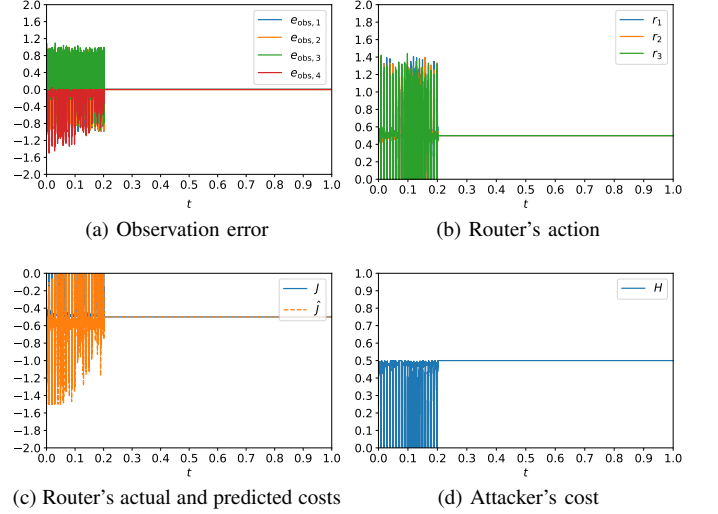 2.0
1.6
1.2
0.8
0.4
0.0
−0.4
−0.8
−1.2
−1.6
2.0
e_obs, 1
e_obs, 2
e_obs, 3
e_obs, 4
0.0 0.1 0.2 0.3 0.4 0.5 0.6 0.7 0.8 0.9 1.0
t
(a) Observation error
2.0
1.8
1.6
1.4
1.2
1.0
0.8
0.6
0.4
0.2
0.0
r_1
r_2
r_3
0.0 0.1 0.2 0.3 0.4 0.5 0.6 0.7 0.8 0.9 1.0
t
(b) Router's action
0.0
−0.2
−0.4
−0.6
−0.8
−1.0
−1.2
−1.4
−1.6
−1.8
−2.0
J
Ĵ
0.0 0.1 0.2 0.3 0.4 0.5 0.6 0.7 0.8 0.9 1.0
t
(c) Router's actual and predicted costs
1.0
0.9
0.8
0.7
0.6
0.5
0.4
0.3
0.2
0.1
0.0
H
0.0 0.1 0.2 0.3 0.4 0.5 0.6 0.7 0.8 0.9 1.0
t
(d) Attacker's cost